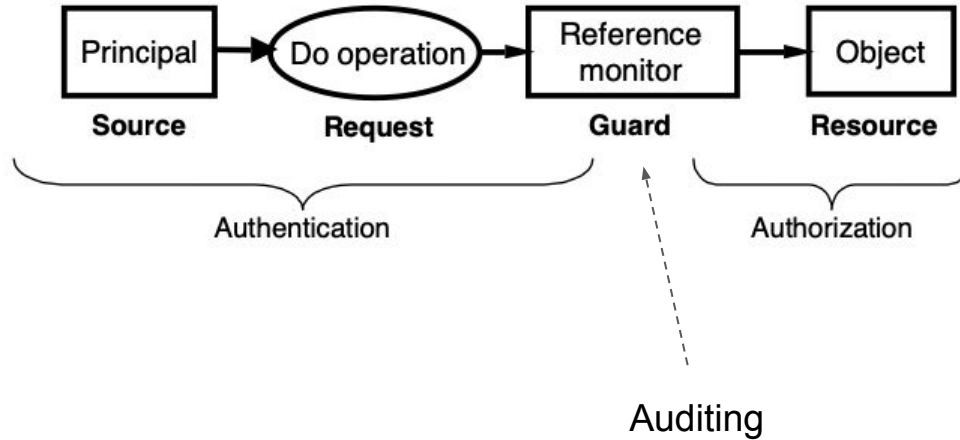 Principal
Do operation
Reference
monitor
Object
Source
Request
Guard
Resource
Authentication
Authorization
Auditing